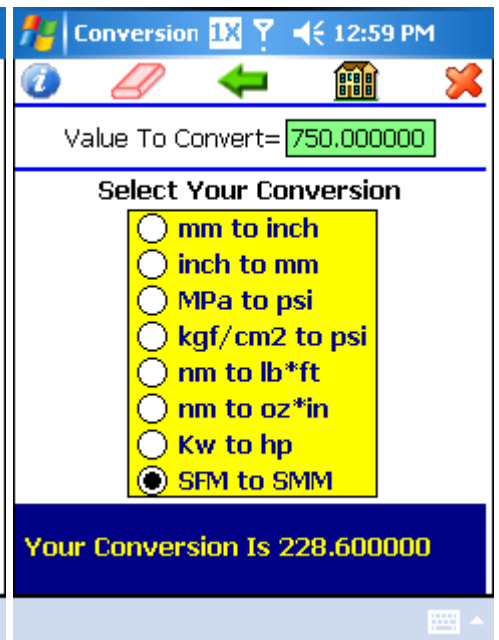 Conversion 1X 12:59 PM
Value To Convert= 750.000000
Select Your Conversion
mm to inch
inch to mm
MPa to psi
kgf/cm2 to psi
nm to lb*ft
nm to oz*in
Kw to hp
SFM to SMM
Your Conversion Is 228.600000